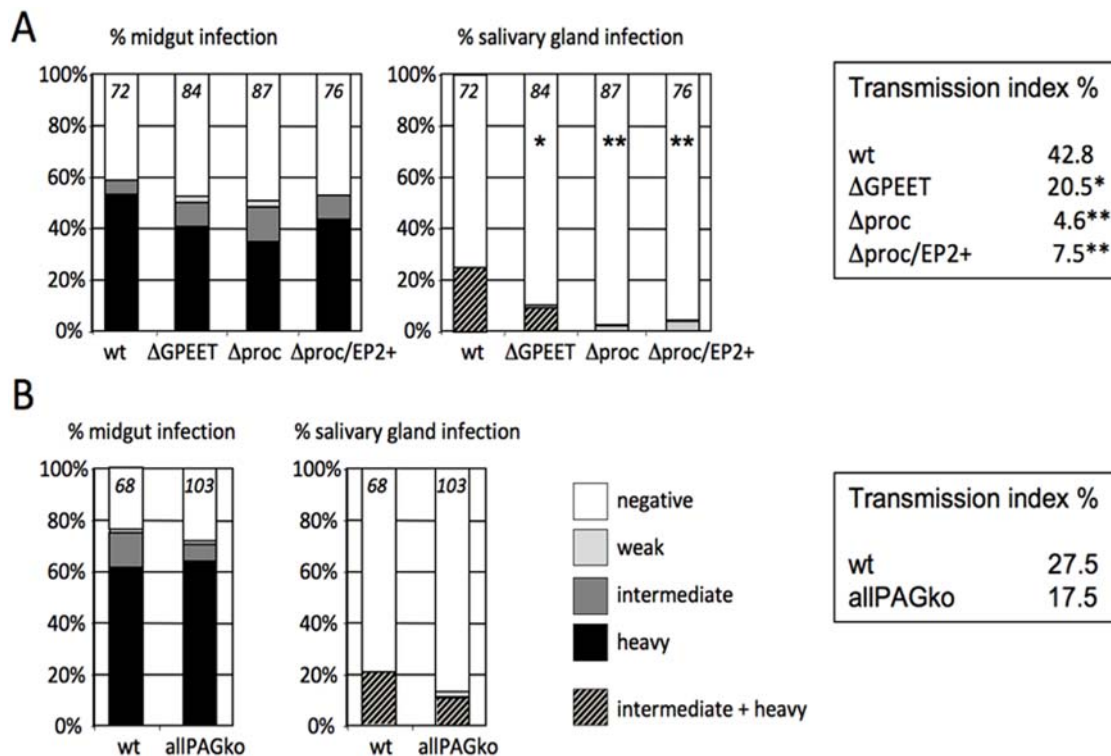 A
% midgut infection
% salivary gland infection
100%
80%
60%
40%
20%
0%
72
84
87
76
wt
ΔGPEET
Δproc
Δproc/EP2+
100%
80%
60%
40%
20%
0%
72
84
87
76
*
**
**
wt
ΔGPEET
Δproc
Δproc/EP2+
Transmission index %
wt 42.8
ΔGPEET 20.5*
Δproc 4.6**
Δproc/EP2+ 7.5**
B
% midgut infection
% salivary gland infection
100%
80%
60%
40%
20%
0%
68
103
wt
allPAGko
100%
80%
60%
40%
20%
0%
68
103
wt
allPAGko
negative
weak
intermediate
heavy
intermediate + heavy
Transmission index %
wt 27.5
allPAGko 17.5